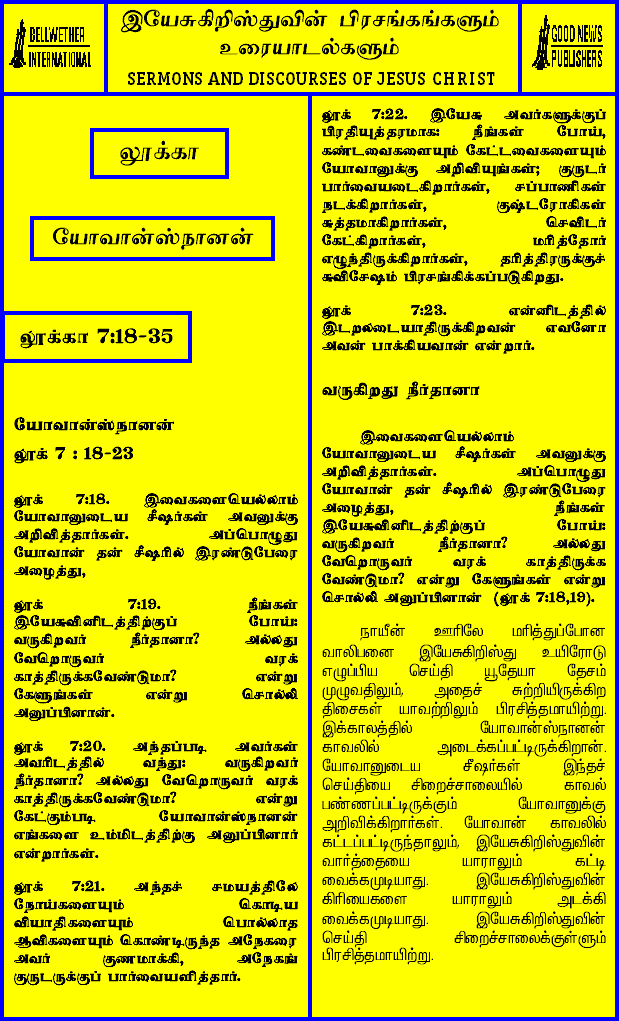 BELLWETHER
INTERNATIONAL
இயேசுகிறிஸ்துவின் பிரசங்கங்களும்
உரையாடல்களும்
SERMONS AND DISCOURSES OF JESUS CHRIST
GOOD NEWS
PUBLISHERS
லூக்கா
யோவான்ஸ்நானன்
லூக்கா 7:18-35
யோவான்ஸ்நானன்
லூக் 7 : 18-23
லூக் 7:18. இவைகளையெல்லாம்
யோவானுடைய சீஷர்கள் அவனுக்கு
அறிவித்தார்கள். அப்பொழுது
யோவான் தன் சீஷரில் இரண்டுபேரை
அழைத்து,
லூக் 7:19. நீங்கள்
இயேசுவினிடத்திற்குப் போய்:
வருகிறவர் நீர்தானா? அல்லது
வேறொருவர் வரக்
காத்திருக்கவேண்டுமா? என்று
கேளுங்கள் என்று சொல்லி
அனுப்பினான்.
லூக் 7:20. அந்தப்படி அவர்கள்
அவரிடத்தில் வந்து: வருகிறவர்
நீர்தானா? அல்லது வேறொருவர் வரக்
காத்திருக்கவேண்டுமா? என்று
கேட்கும்படி யோவான்ஸ்நானன்
எங்களை உம்மிடத்திற்கு அனுப்பினார்
என்றார்கள்.
லூக் 7:21. அந்தச் சமயத்திலே
நோய்களையும் கொடிய
வியாதிகளையும் பொல்லாத
ஆவிகளையும் கொண்டிருந்த அநேகரை
அவர் குணமாக்கி, அநேகங்
குருடருக்குப் பார்வையளித்தார்.
லூக் 7:22. இயேசு அவர்களுக்குப்
பிரதியுத்தரமாக: நீங்கள் போய்,
கண்டவைகளையும் கேட்டவைகளையும்
யோவானுக்கு அறிவியுங்கள்; குருடர்
பார்வையடைகிறார்கள், சப்பாணிகள்
நடக்கிறார்கள், குஷ்டரோகிகள்
சுத்தமாகிறார்கள், செவிடர்
கேட்கிறார்கள், மரித்தோர்
எழுந்திருக்கிறார்கள், தரித்திரருக்குச்
சுவிசேஷம் பிரசங்கிக்கப்படுகிறது.
லூக் 7:23. என்னிடத்தில்
இடறலடையாதிருக்கிறவன் எவனோ
அவன் பாக்கியவான் என்றார்.
வருகிறது நீர்தானா
இவைகளையெல்லாம்
யோவானுடைய சீஷர்கள் அவனுக்கு
அறிவித்தார்கள். அப்பொழுது
யோவான் தன் சீஷரில் இரண்டுபேரை
அழைத்து, நீங்கள்
இயேசுவினிடத்திற்குப் போய்:
வருகிறவர் நீர்தானா? அல்லது
வேறொருவர் வரக் காத்திருக்க
வேண்டுமா? என்று கேளுங்கள் என்று
சொல்லி அனுப்பினான் (லூக் 7:18,19).
நாயீன் ஊரிலே மரித்துப்போன
வாலிபனை இயேசுகிறிஸ்து உயிரோடு
எழுப்பிய செய்தி யூதேயா தேசம்
முழுவதிலும், அதைச் சுற்றியிருக்கிற
திசைகள் யாவற்றிலும் பிரசித்தமாயிற்று.
இக்காலத்தில் யோவான்ஸ்நானன்
காவலில் அடைக்கப்பட்டிருக்கிறான்.
யோவானுடைய சீஷர்கள் இந்தச்
செய்தியை சிறைச்சாலையில் காவல்
பண்ணப்பட்டிருக்கும் யோவானுக்கு
அறிவிக்கிறார்கள். யோவான் காவலில்
கட்டப்பட்டிருந்தாலும், இயேசுகிறிஸ்துவின்
வார்த்தையை யாராலும் கட்டி
வைக்கமுடியாது. இயேசுகிறிஸ்துவின்
கிரியைகளை யாராலும் அடக்கி
வைக்கமுடியாது. இயேசுகிறிஸ்துவின்
செய்தி சிறைச்சாலைக்குள்ளும்
பிரசித்தமாயிற்று.